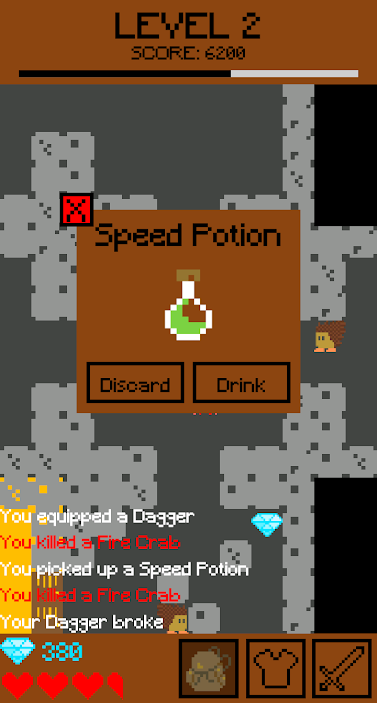 LEVEL 2
SCORE: 6200
X
Speed Potion
Discard
Drink
You equipped a Dagger
You killed a Fire Crab
You picked up a Speed Potion
You killed a Fire Crab
Your Dagger broke
380